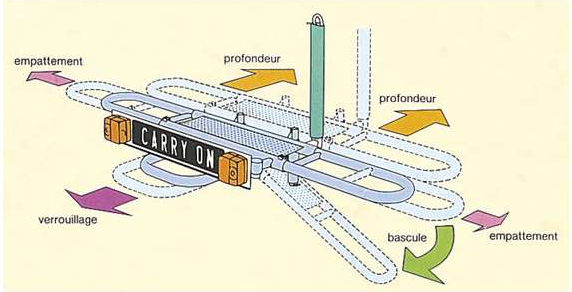 empattement
profondeur
profondeur
CARRY ON
verrouillage
bascule
empattement